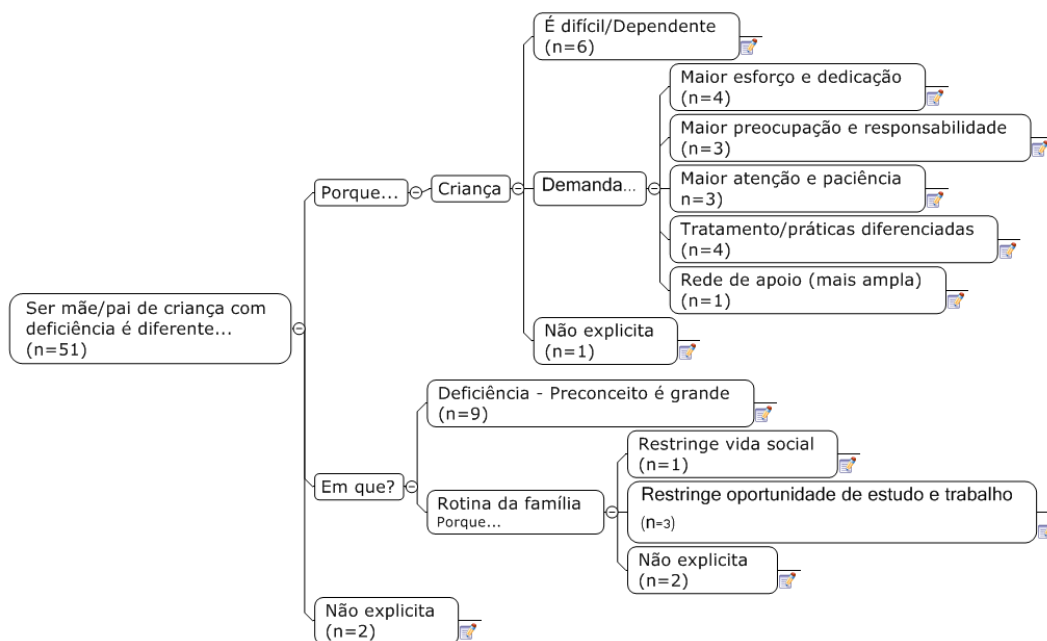 É difícil/Dependente
(n=6)
Maior esforço e dedicação
(n=4)
Maior preocupação e responsabilidade
(n=3)
Porque...
Criança
Demanda...
Maior atenção e paciência
n=3)
Tratamento/práticas diferenciadas
(n=4)
Rede de apoio (mais ampla)
(n=1)
Ser mãe/pai de criança com
deficiência é diferente...
(n=51)
Não explicita
(n=1)
Deficiência - Preconceito é grande
(n=9)
Restringe vida social
(n=1)
Em que?
Rotina da família
Porque...
Restringe oportunidade de estudo e trabalho
(n=3)
Não explicita
(n=2)
Não explicita
(n=2)